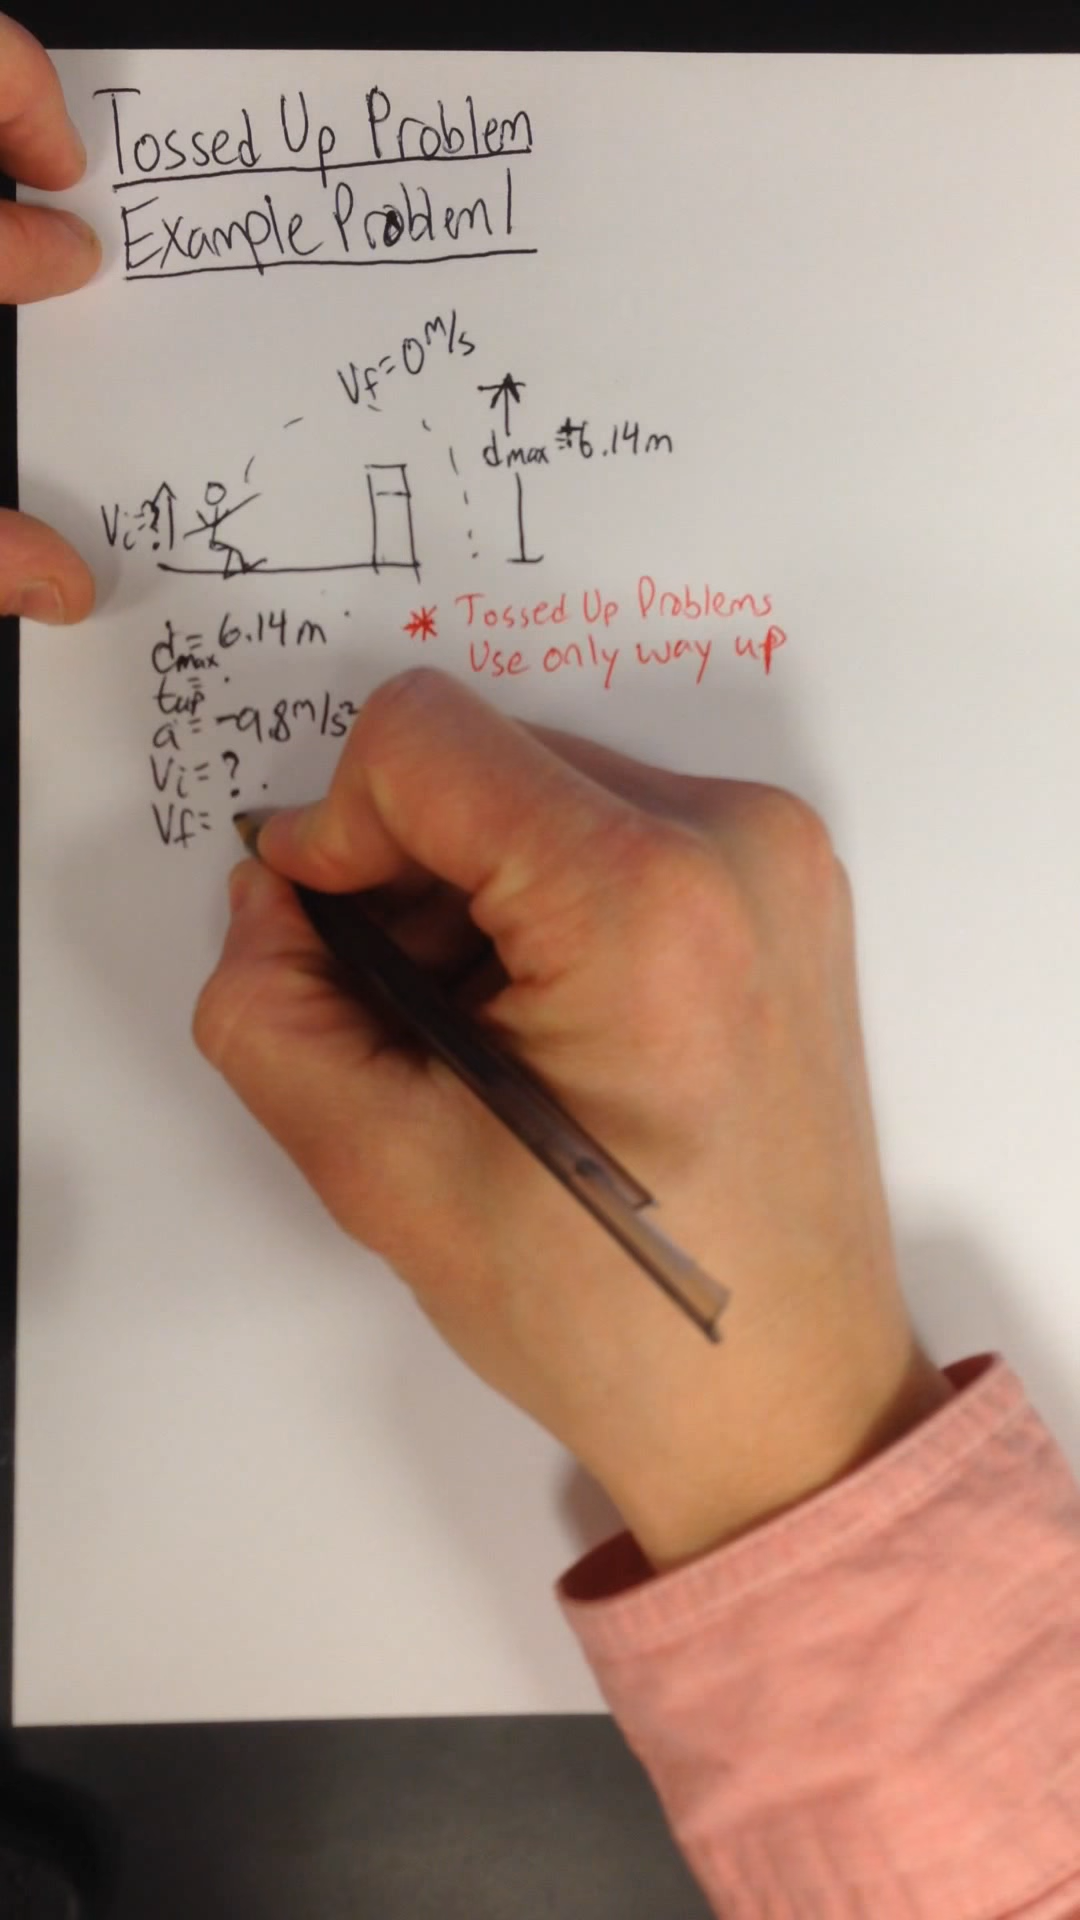 Tossed Up Problem
Example Problem 1
Vf=0 m/s
dmax=+6.14m
Vi=?
* Tossed Up Problems
Use only way up
dmax=6.14m
tup=
a=-9.8m/s²
Vi=?
Vf=